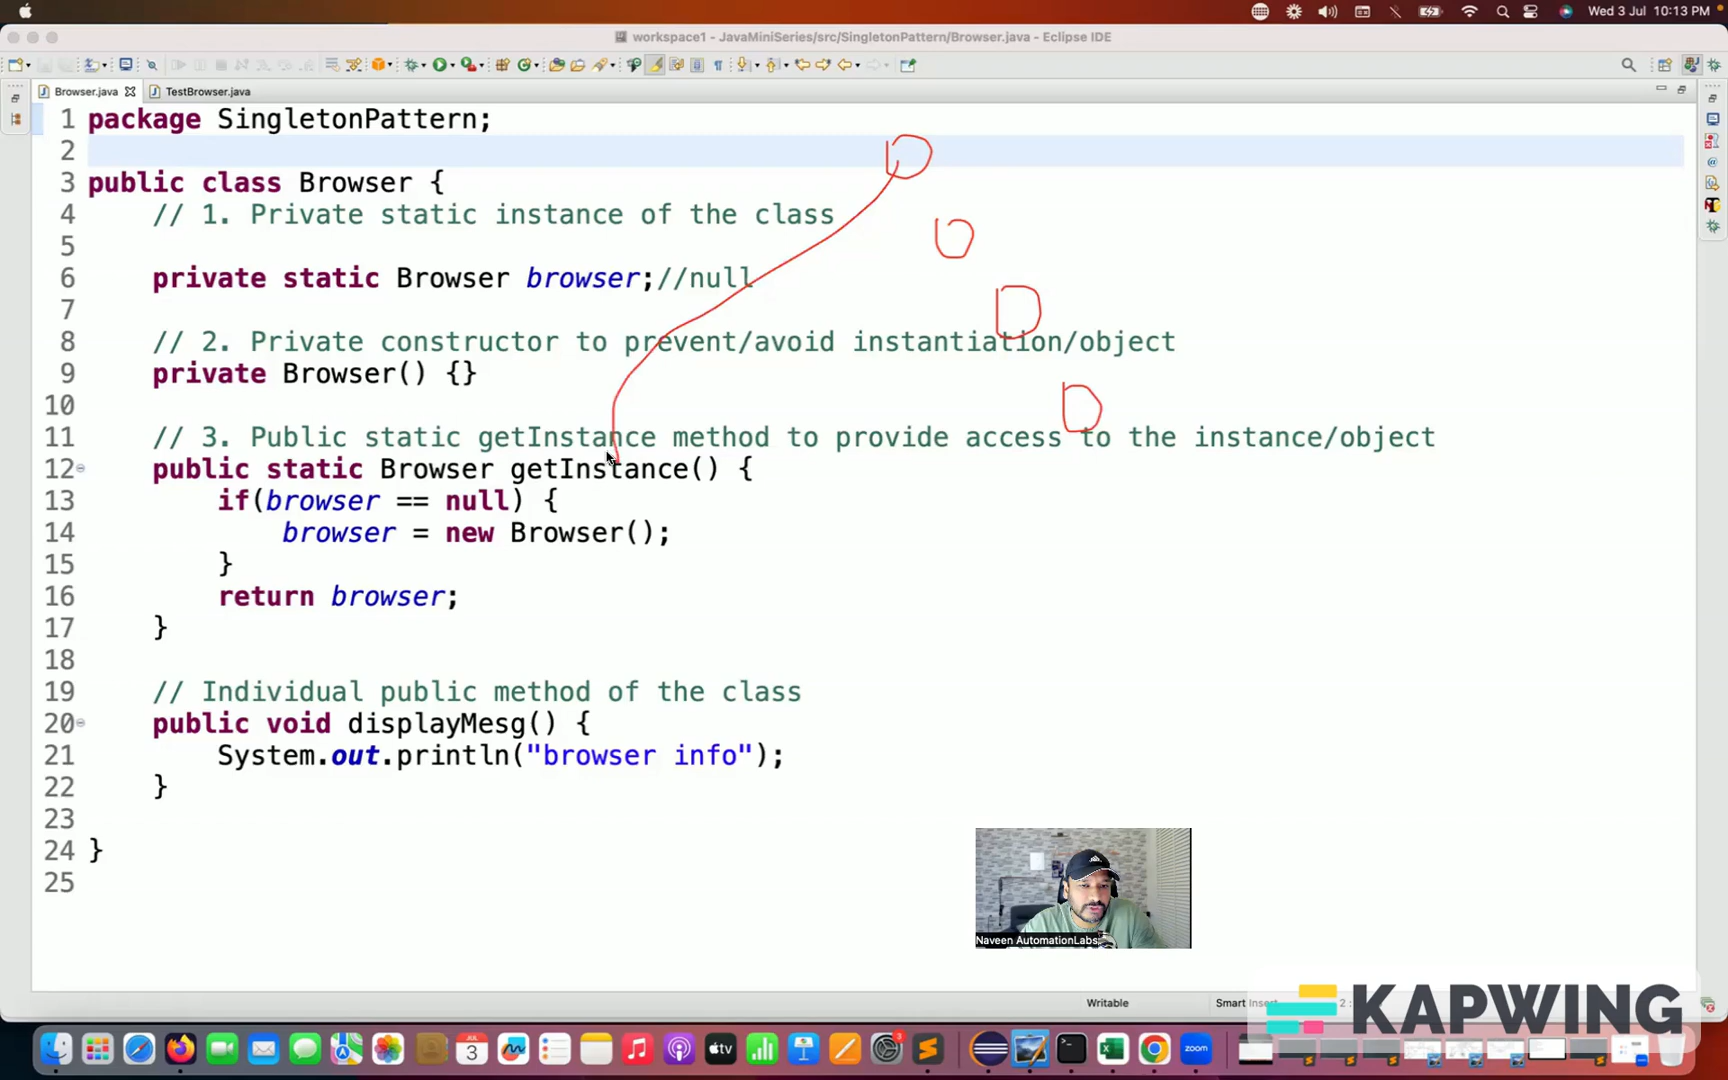 Wed 3 Jul 10:13 PM
workspace1 - JavaMiniSeries/src/SingletonPattern/Browser.java - Eclipse IDE
Browser.java
TestBrowser.java
1 package SingletonPattern;
2
3 public class Browser {
4 // 1. Private static instance of the class
5
6 private static Browser browser;//null
7
8 // 2. Private constructor to prevent/avoid instantiation/object
9 private Browser() {}
10
11 // 3. Public static getInstance method to provide access to the instance/object
12 public static Browser getInstance() {
13 if(browser == null) {
14 browser = new Browser();
15 }
16 return browser;
17 }
18
19 // Individual public method of the class
20 public void displayMesg() {
21 System.out.println("browser info");
22 }
23
24 }
25
Naveen AutomationLabs
Writable
Smart Insert
2 :
KAPWING
JUL
3
tv
zoom